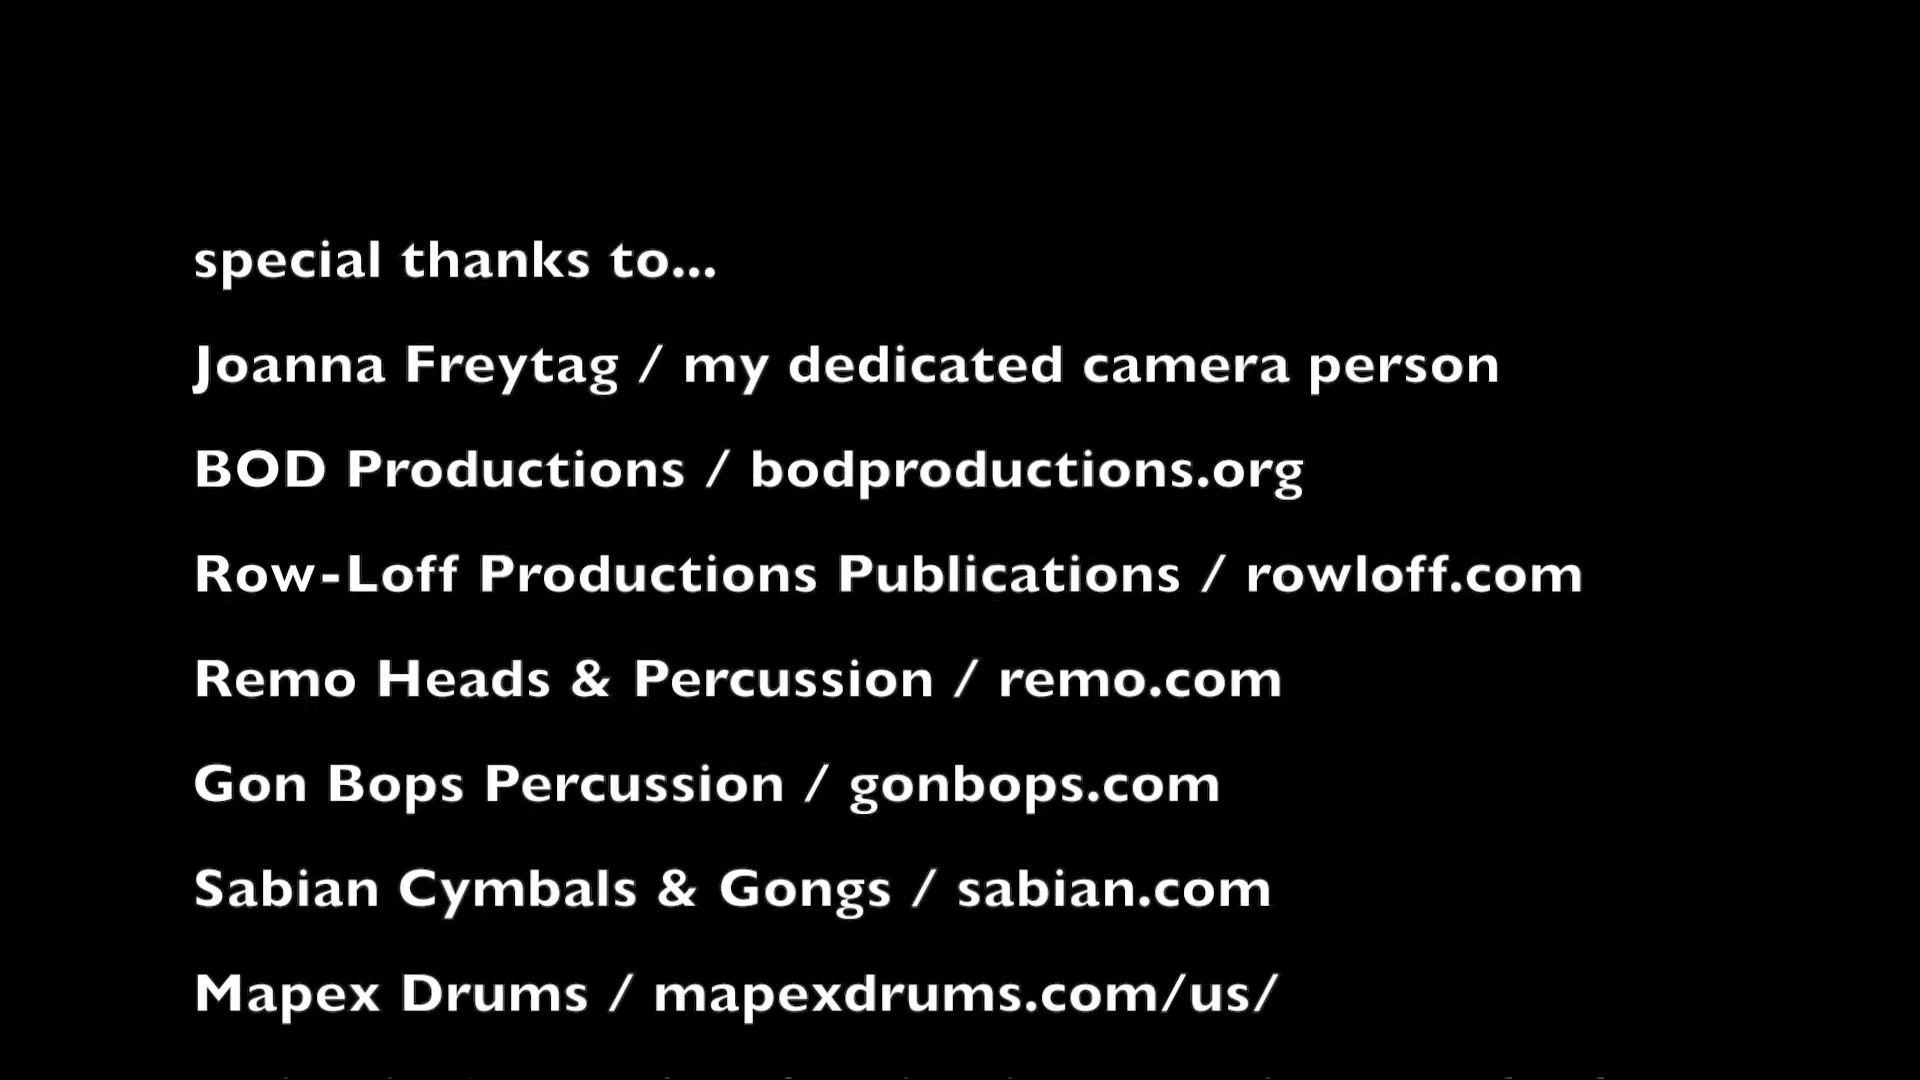 special thanks to...
Joanna Freytag / my dedicated camera person
BOD Productions / bodproductions.org
Row-Loff Productions Publications / rowloff.com
Remo Heads & Percussion / remo.com
Gon Bops Percussion / gonbops.com
Sabian Cymbals & Gongs / sabian.com
Mapex Drums / mapexdrums.com/us/